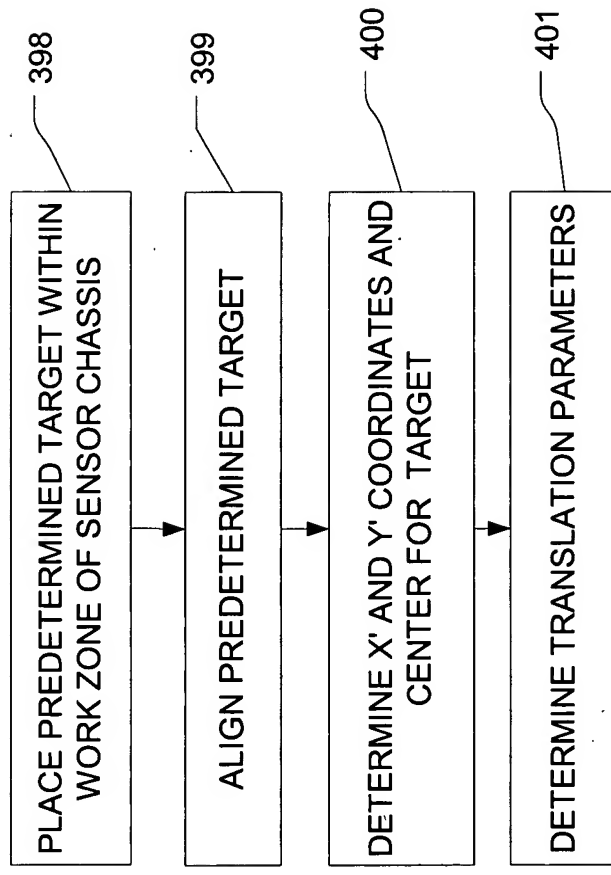 PLACE PREDETERMINED TARGET WITHIN
WORK ZONE OF SENSOR CHASSIS
398
ALIGN PREDETERMINED TARGET
399
DETERMINE X' AND Y' COORDINATES AND
CENTER FOR TARGET
400
DETERMINE TRANSLATION PARAMETERS
401